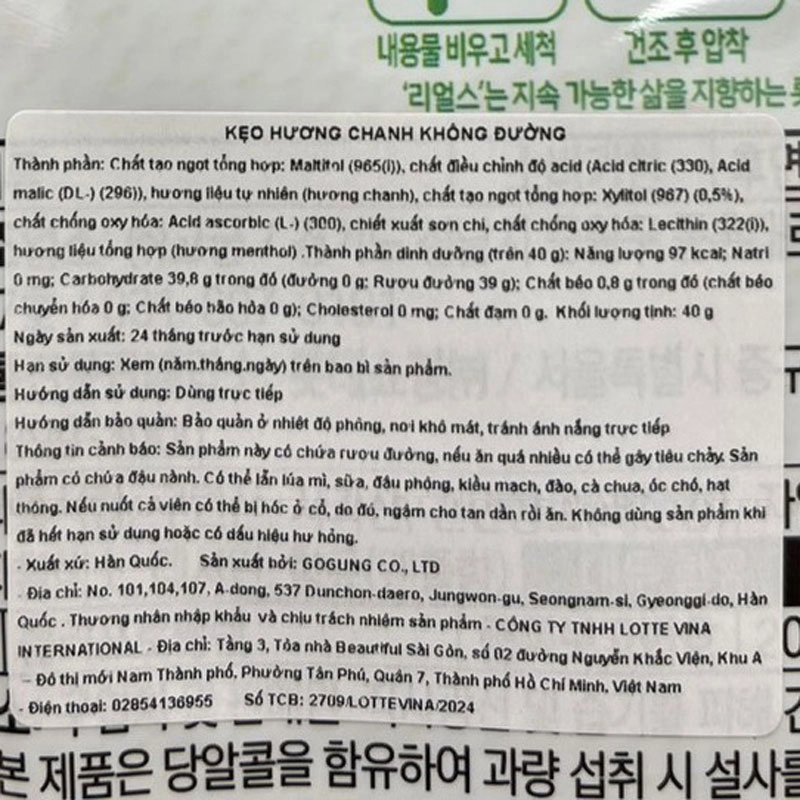 내용물 비우고 세척
건조 후 압착
'리얼스'는 지속 가능한 삶을 지향하는
KẸO HƯƠNG CHANH KHÔNG ĐƯỜNG
Thành phần: Chất tạo ngọt tổng hợp: Maltitol (965(i)), chất điều chỉnh độ acid (Acid citric (330), Acid
malic (DL-) (296)), hương liệu tự nhiên (hương chanh), chất tạo ngọt tổng hợp: Xylitol (967) (0,5%),
chất chống oxy hóa: Acid ascorbic (L-) (300), chiết xuất sơn chi, chất chống oxy hóa: Lecithin (322(i)),
hương liệu tổng hợp (hương menthol) .Thành phần dinh dưỡng (trên 40 g): Năng lượng 97 kcal; Natri
0 mg; Carbohydrate 39,8 g trong đó (đường 0 g: Rượu đường 39 g); Chất béo 0,8 g trong đó (chất béo
chuyển hóa 0 g; Chất béo bão hòa 0 g); Cholesterol 0 mg; Chất đạm 0 g. Khối lượng tịnh: 40 g
Ngày sản xuất: 24 tháng trước hạn sử dụng
Hạn sử dụng: Xem (năm.tháng.ngày) trên bao bì sản phẩm.
Hướng dẫn sử dụng: Dùng trực tiếp
Hướng dẫn bảo quản: Bảo quản ở nhiệt độ phòng, nơi khô mát, tránh ánh nắng trực tiếp
Thông tin cảnh báo: Sản phẩm này có chứa rượu đường, nếu ăn quá nhiều có thể gây tiêu chảy. Sản
phẩm có chứa đậu nành. Có thể lẫn lúa mì, sữa, đậu phộng, kiều mạch, đào, cà chua, óc chó, hạt
thông. Nếu nuốt cả viên có thể bị hóc ở cổ, do đó, ngậm cho tan dần rồi ăn. Không dùng sản phẩm khi
đã hết hạn sử dụng hoặc có dấu hiệu hư hỏng.
- Xuất xứ: Hàn Quốc. Sản xuất bởi: GOGUNG CO., LTD
- Địa chỉ: No. 101,104,107, A-dong, 537 Dunchon-daero, Jungwon-gu, Seongnam-si, Gyeonggi-do, Hàn
Quốc . Thương nhân nhập khẩu và chịu trách nhiệm sản phẩm - CÔNG TY TNHH LOTTE VINA
INTERNATIONAL - Địa chỉ: Tầng 3, Tòa nhà Beautiful Sài Gòn, số 02 đường Nguyễn Khắc Viện, Khu A
– Đô thị mới Nam Thành phố, Phường Tân Phú, Quận 7, Thành phố Hồ Chí Minh, Việt Nam
- Điện thoại: 02854136955 Số TCB: 2709/LOTTEVINA/2024
본 제품은 당알콜을 함유하여 과량 섭취 시 설사를